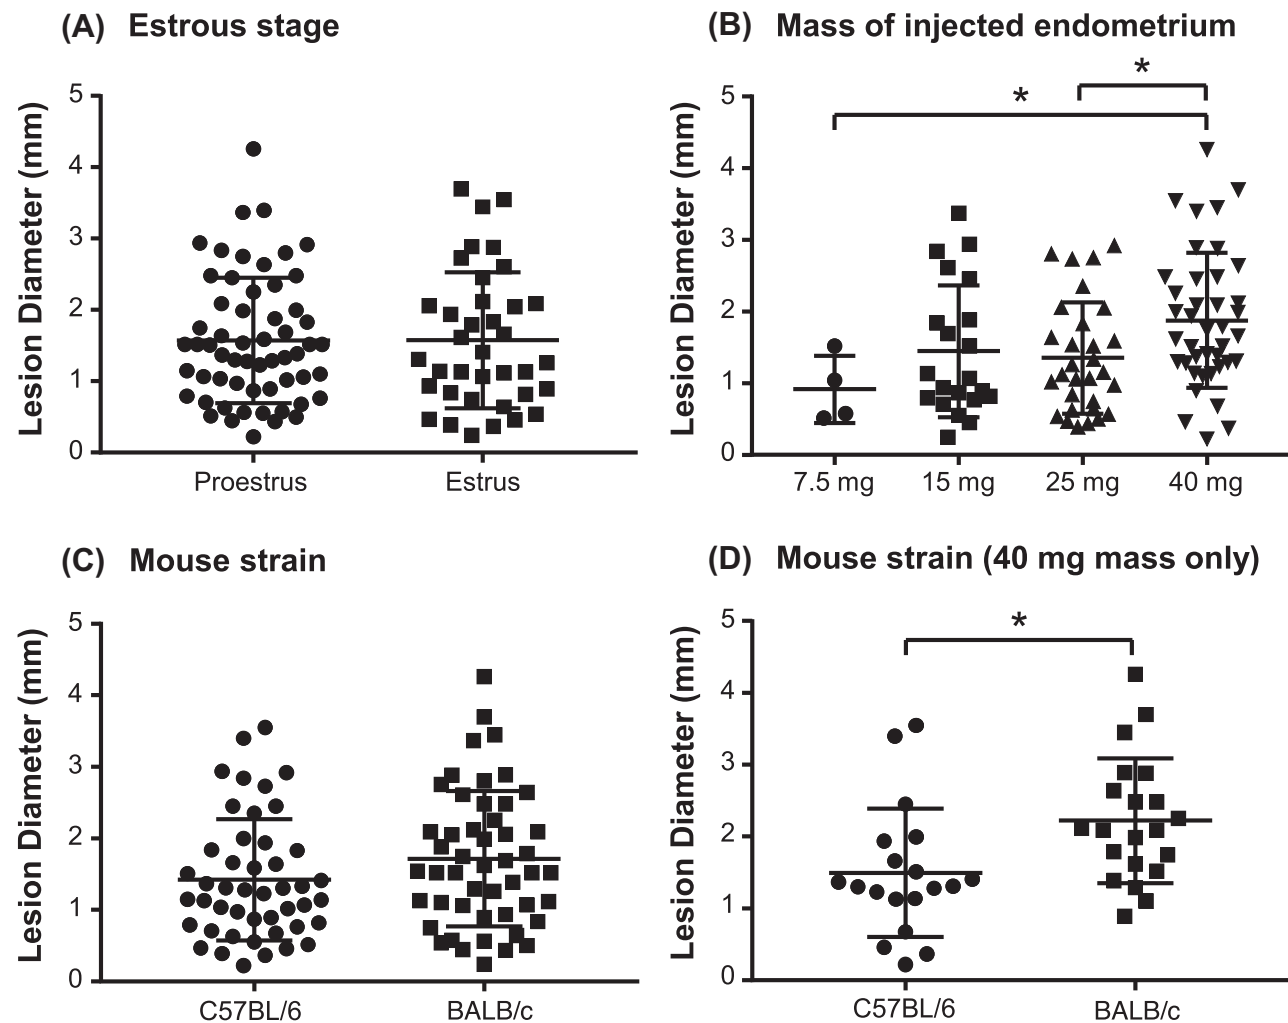 (A) Estrous stage
Lesion Diameter (mm)
5
4
3
2
1
0
Proestrus
Estrus
(B) Mass of injected endometrium
Lesion Diameter (mm)
5
4
3
2
1
0
*
*
7.5 mg
15 mg
25 mg
40 mg
(C) Mouse strain
Lesion Diameter (mm)
5
4
3
2
1
0
C57BL/6
BALB/c
(D) Mouse strain (40 mg mass only)
Lesion Diameter (mm)
5
4
3
2
1
0
*
C57BL/6
BALB/c